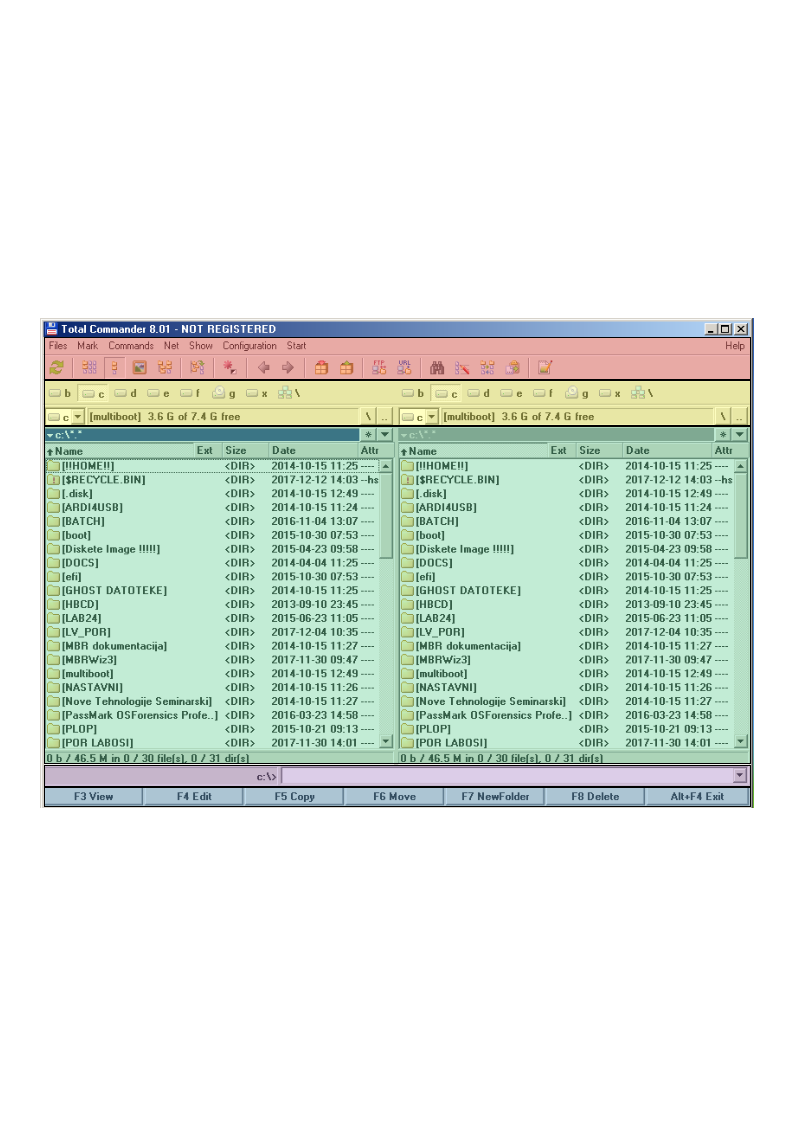 Total Commander 8.01 - NOT REGISTERED
Files Mark Commands Net Show Configuration Start Help
FTP URL
b c d e f g x \ b c d e f g x \
c [multiboot] 3.6 G of 7.4 G free \ .. c [multiboot] 3.6 G of 7.4 G free \ ..
c:\*.* * c:\*.* *
Name Ext Size Date Attr Name Ext Size Date Attr
[!!HOME!!] <DIR> 2014-10-15 11:25 ---- [!!HOME!!] <DIR> 2014-10-15 11:25 ----
[$RECYCLE.BIN] <DIR> 2017-12-12 14:03 --hs [$RECYCLE.BIN] <DIR> 2017-12-12 14:03 --hs
[.disk] <DIR> 2014-10-15 12:49 ---- [.disk] <DIR> 2014-10-15 12:49 ----
[ARDI4USB] <DIR> 2014-10-15 11:24 ---- [ARDI4USB] <DIR> 2014-10-15 11:24 ----
[BATCH] <DIR> 2016-11-04 13:07 ---- [BATCH] <DIR> 2016-11-04 13:07 ----
[boot] <DIR> 2015-10-30 07:53 ---- [boot] <DIR> 2015-10-30 07:53 ----
[Diskete Image !!!!!] <DIR> 2015-04-23 09:58 ---- [Diskete Image !!!!!] <DIR> 2015-04-23 09:58 ----
[DOCS] <DIR> 2014-04-04 11:25 ---- [DOCS] <DIR> 2014-04-04 11:25 ----
[efi] <DIR> 2015-10-30 07:53 ---- [efi] <DIR> 2015-10-30 07:53 ----
[GHOST DATOTEKE] <DIR> 2014-10-15 11:25 ---- [GHOST DATOTEKE] <DIR> 2014-10-15 11:25 ----
[HBCD] <DIR> 2013-09-10 23:45 ---- [HBCD] <DIR> 2013-09-10 23:45 ----
[LAB24] <DIR> 2015-06-23 11:05 ---- [LAB24] <DIR> 2015-06-23 11:05 ----
[LV_POR] <DIR> 2017-12-04 10:35 ---- [LV_POR] <DIR> 2017-12-04 10:35 ----
[MBR dokumentacija] <DIR> 2014-10-15 11:27 ---- [MBR dokumentacija] <DIR> 2014-10-15 11:27 ----
[MBRWiz3] <DIR> 2017-11-30 09:47 ---- [MBRWiz3] <DIR> 2017-11-30 09:47 ----
[multiboot] <DIR> 2014-10-15 12:49 ---- [multiboot] <DIR> 2014-10-15 12:49 ----
[NASTAVNI] <DIR> 2014-10-15 11:26 ---- [NASTAVNI] <DIR> 2014-10-15 11:26 ----
[Nove Tehnologije Seminarski] <DIR> 2014-10-15 11:27 ---- [Nove Tehnologije Seminarski] <DIR> 2014-10-15 11:27 ----
[PassMark OSForensics Profe..] <DIR> 2016-03-23 14:58 ---- [PassMark OSForensics Profe..] <DIR> 2016-03-23 14:58 ----
[PLOP] <DIR> 2015-10-21 09:13 ---- [PLOP] <DIR> 2015-10-21 09:13 ----
[POR LABOSI] <DIR> 2017-11-30 14:01 ---- [POR LABOSI] <DIR> 2017-11-30 14:01 ----
0 b / 46.5 M in 0 / 30 file(s), 0 / 31 dir(s) 0 b / 46.5 M in 0 / 30 file(s), 0 / 31 dir(s)
c:\>
F3 View F4 Edit F5 Copy F6 Move F7 NewFolder F8 Delete Alt+F4 Exit